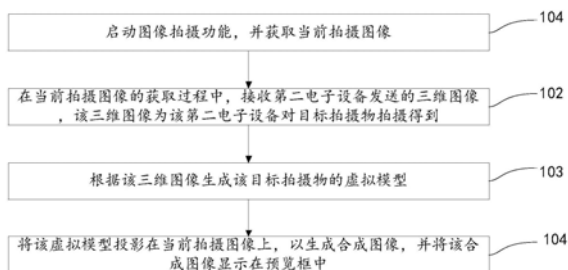 启动图像拍摄功能，并获取当前拍摄图像
104
在当前拍摄图像的获取过程中，接收第二电子设备发送的三维图像
，该三维图像为该第二电子设备对目标拍摄物拍摄得到
102
根据该三维图像生成该目标拍摄物的虚拟模型
103
将该虚拟模型投影在当前拍摄图像上，以生成合成图像，并将该合
成图像显示在预览框中
104